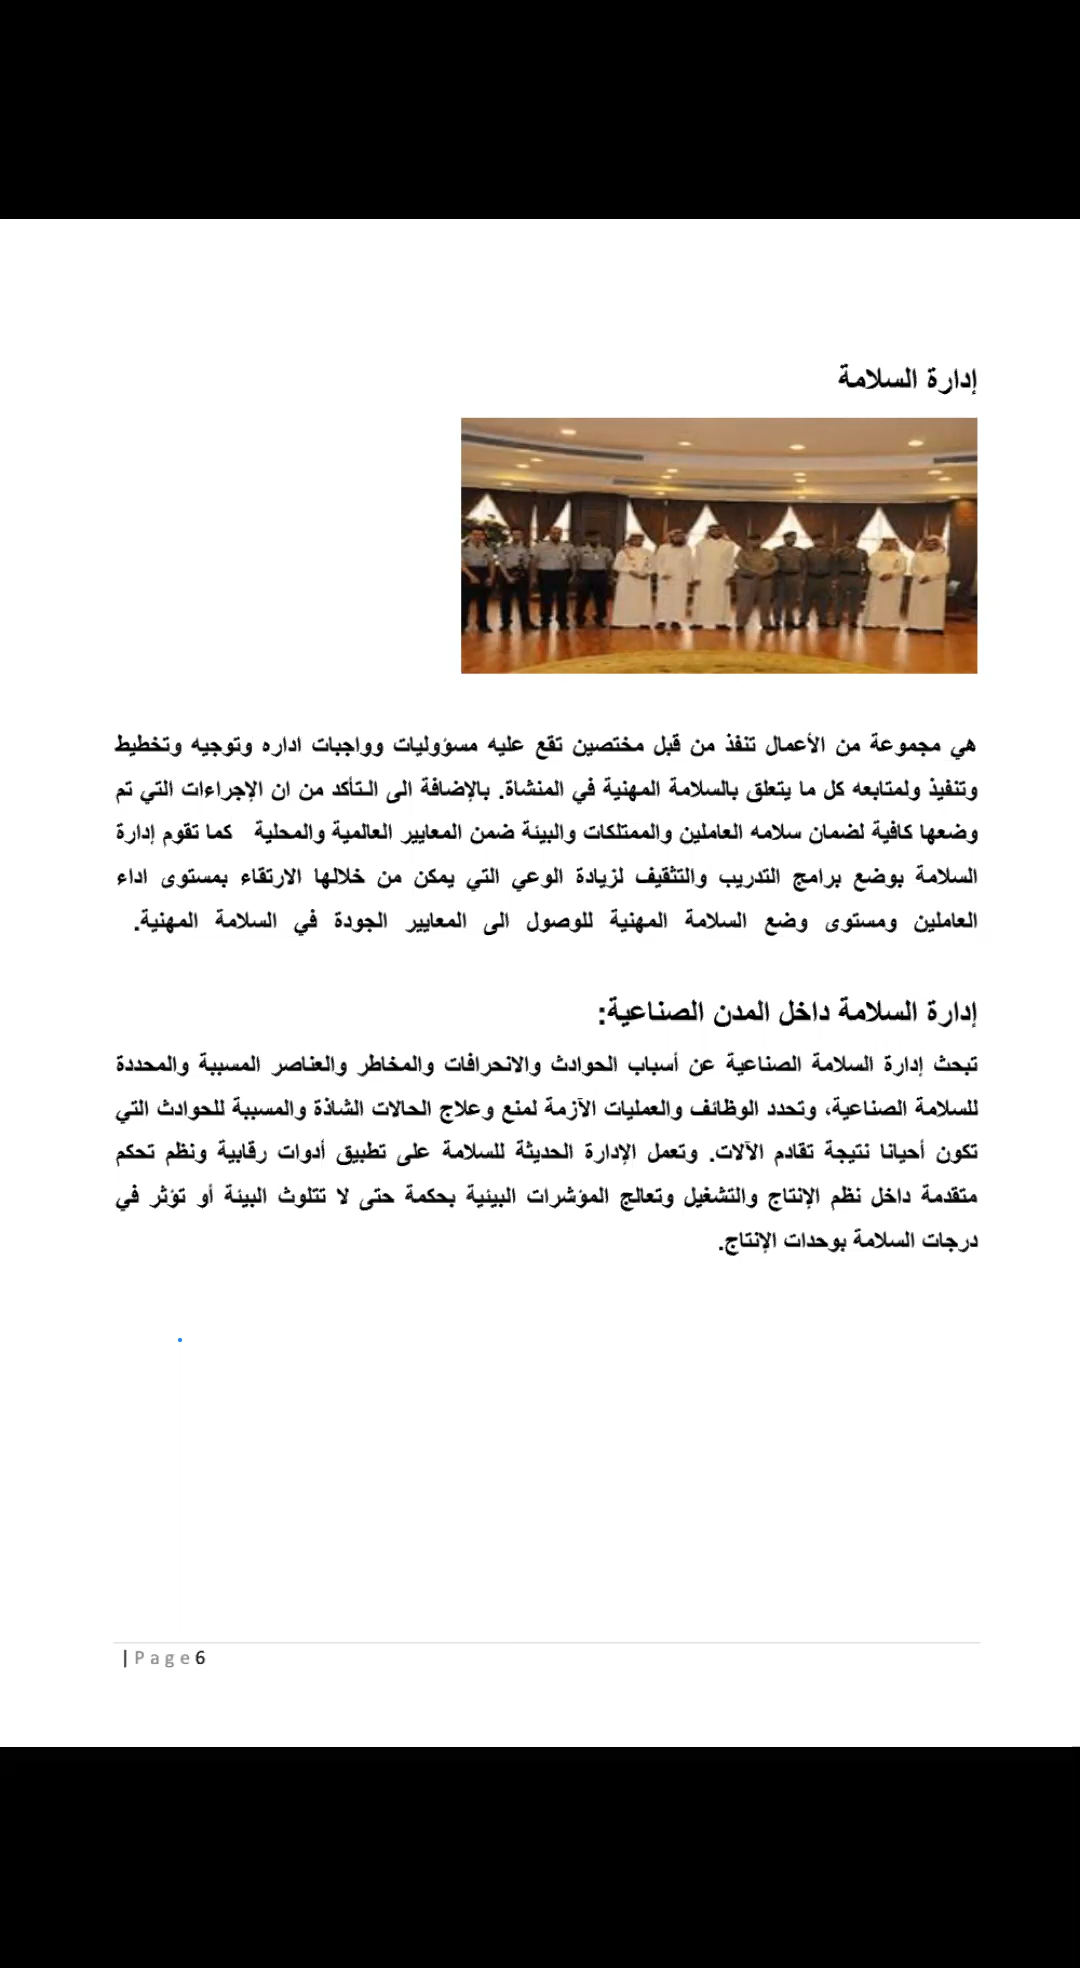 إدارة السلامة
هي مجموعة من الأعمال تنفذ من قبل مختصين تقع عليه مسؤوليات وواجبات اداره وتوجيه وتخطيط
وتنفيذ ولمتابعه كل ما يتعلق بالسلامة المهنية في المنشاة. بالإضافة الى التأكد من ان الإجراءات التي تم
وضعها كافية لضمان سلامه العاملين والممتلكات والبيئة ضمن المعايير العالمية والمحلية كما تقوم إدارة
السلامة بوضع برامج التدريب والتثقيف لزيادة الوعي التي يمكن من خلالها الارتقاء بمستوى اداء
العاملين ومستوى وضع السلامة المهنية للوصول الى المعايير الجودة في السلامة المهنية.
إدارة السلامة داخل المدن الصناعية:
تبحث إدارة السلامة الصناعية عن أسباب الحوادث والانحرافات والمخاطر والعناصر المسببة والمحددة
للسلامة الصناعية، وتحدد الوظائف والعمليات الآزمة لمنع وعلاج الحالات الشاذة والمسببة للحوادث التي
تكون أحيانا نتيجة تقادم الآلات. وتعمل الإدارة الحديثة للسلامة على تطبيق أدوات رقابية ونظم تحكم
متقدمة داخل نظم الإنتاج والتشغيل وتعالج المؤشرات البيئية بحكمة حتى لا تتلوث البيئة أو تؤثر في
درجات السلامة بوحدات الإنتاج.
| Page 6